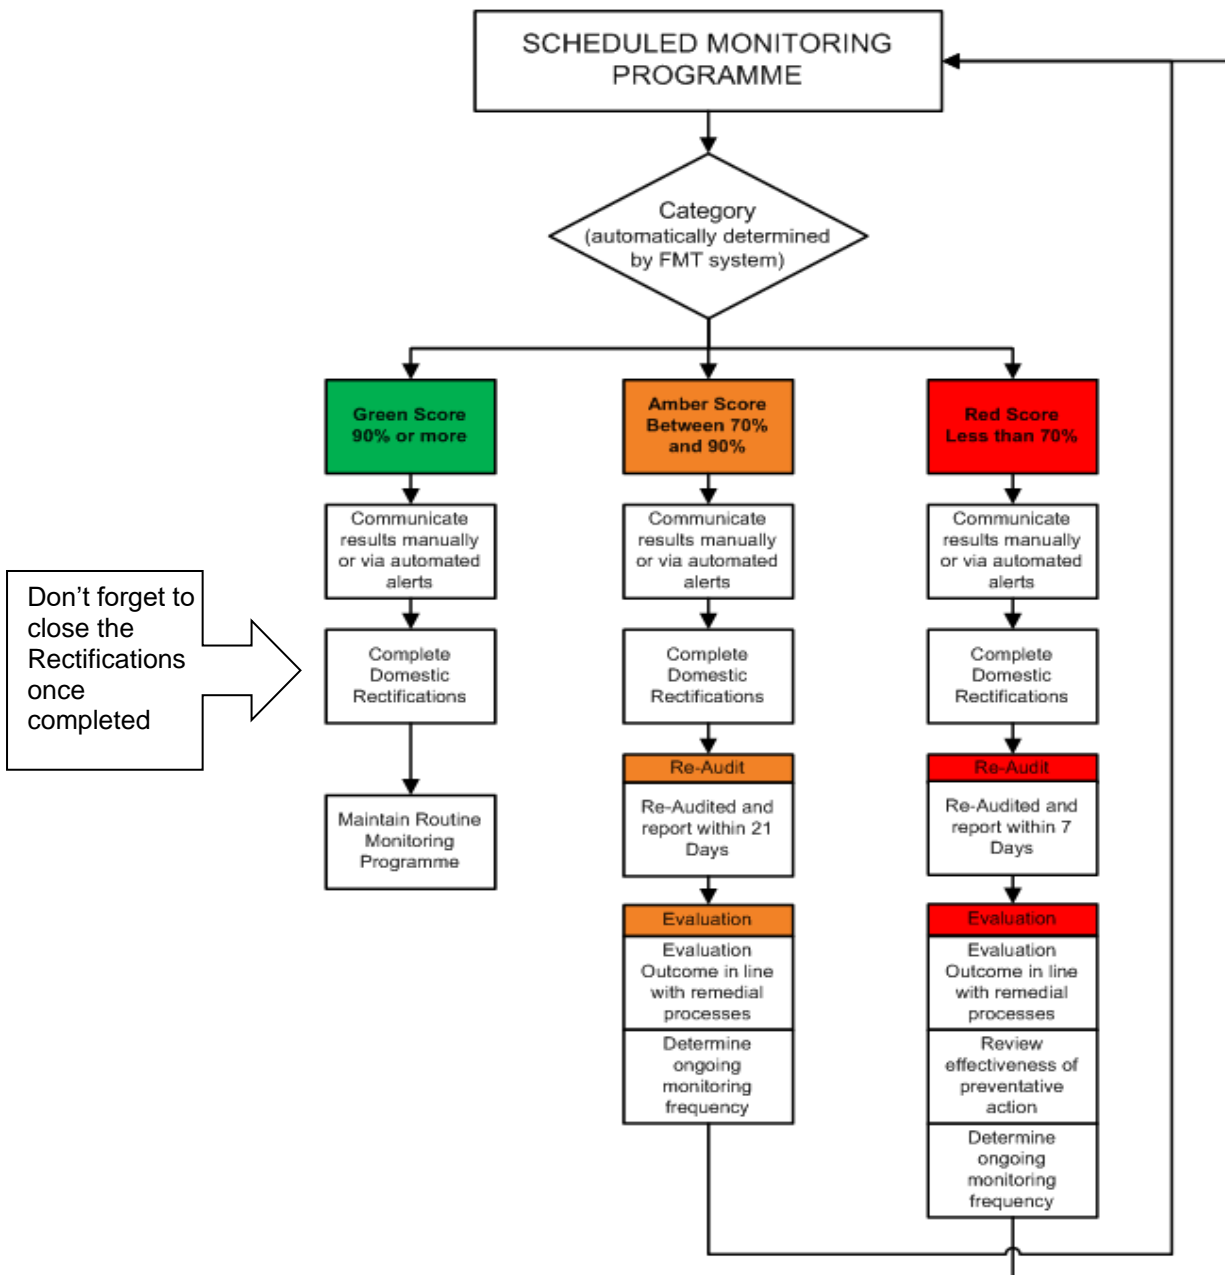 SCHEDULED MONITORING
PROGRAMME
Category
(automatically determined
by FMT system)
Green Score
90% or more
Amber Score
Between 70%
and 90%
Red Score
Less than 70%
Communicate
results manually
or via automated
alerts
Communicate
results manually
or via automated
alerts
Communicate
results manually
or via automated
alerts
Don't forget to
close the
Rectifications
once
completed
Complete
Domestic
Rectifications
Complete
Domestic
Rectifications
Complete
Domestic
Rectifications
Maintain Routine
Monitoring
Programme
Re-Audit
Re-Audited and
report within 21
Days
Re-Audit
Re-Audited and
report within 7
Days
Evaluation
Evaluation
Outcome in line
with remedial
processes
Determine
ongoing
monitoring
frequency
Evaluation
Evaluation
Outcome in line
with remedial
processes
Review
effectiveness of
preventative
action
Determine
ongoing
monitoring
frequency